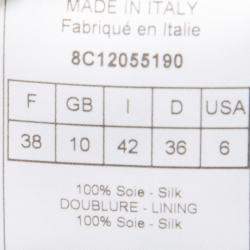 MADE IN ITALY
Fabriqué en Italie
8C12055190
F GB I D USA
38 10 42 36 6
100% Soie - Silk
DOUBLURE - LINING
100% Soie - Silk